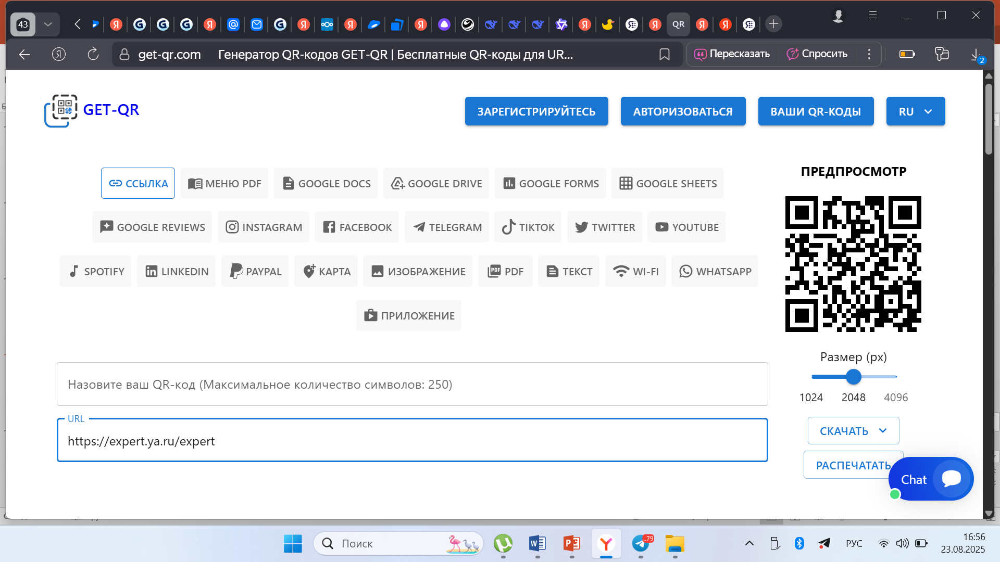 43
QR
get-qr.com Генератор QR-кодов GET-QR | Бесплатные QR-коды для UR...
Пересказать
Спросить
2
GET-QR
ЗАРЕГИСТРИРУЙТЕСЬ
АВТОРИЗОВАТЬСЯ
ВАШИ QR-КОДЫ
RU
ССЫЛКА
МЕНЮ PDF
GOOGLE DOCS
GOOGLE DRIVE
GOOGLE FORMS
GOOGLE SHEETS
GOOGLE REVIEWS
INSTAGRAM
FACEBOOK
TELEGRAM
TIKTOK
TWITTER
YOUTUBE
SPOTIFY
LINKEDIN
PAYPAL
КАРТА
ИЗОБРАЖЕНИЕ
PDF
ТЕКСТ
WI-FI
WHATSAPP
ПРИЛОЖЕНИЕ
Назовите ваш QR-код (Максимальное количество символов: 250)
URL
https://expert.ya.ru/expert
ПРЕДПРОСМОТР
Размер (px)
1024 2048 4096
СКАЧАТЬ
РАСПЕЧАТАТЬ
Chat
Поиск
..79
РУС
16:56
23.08.2025